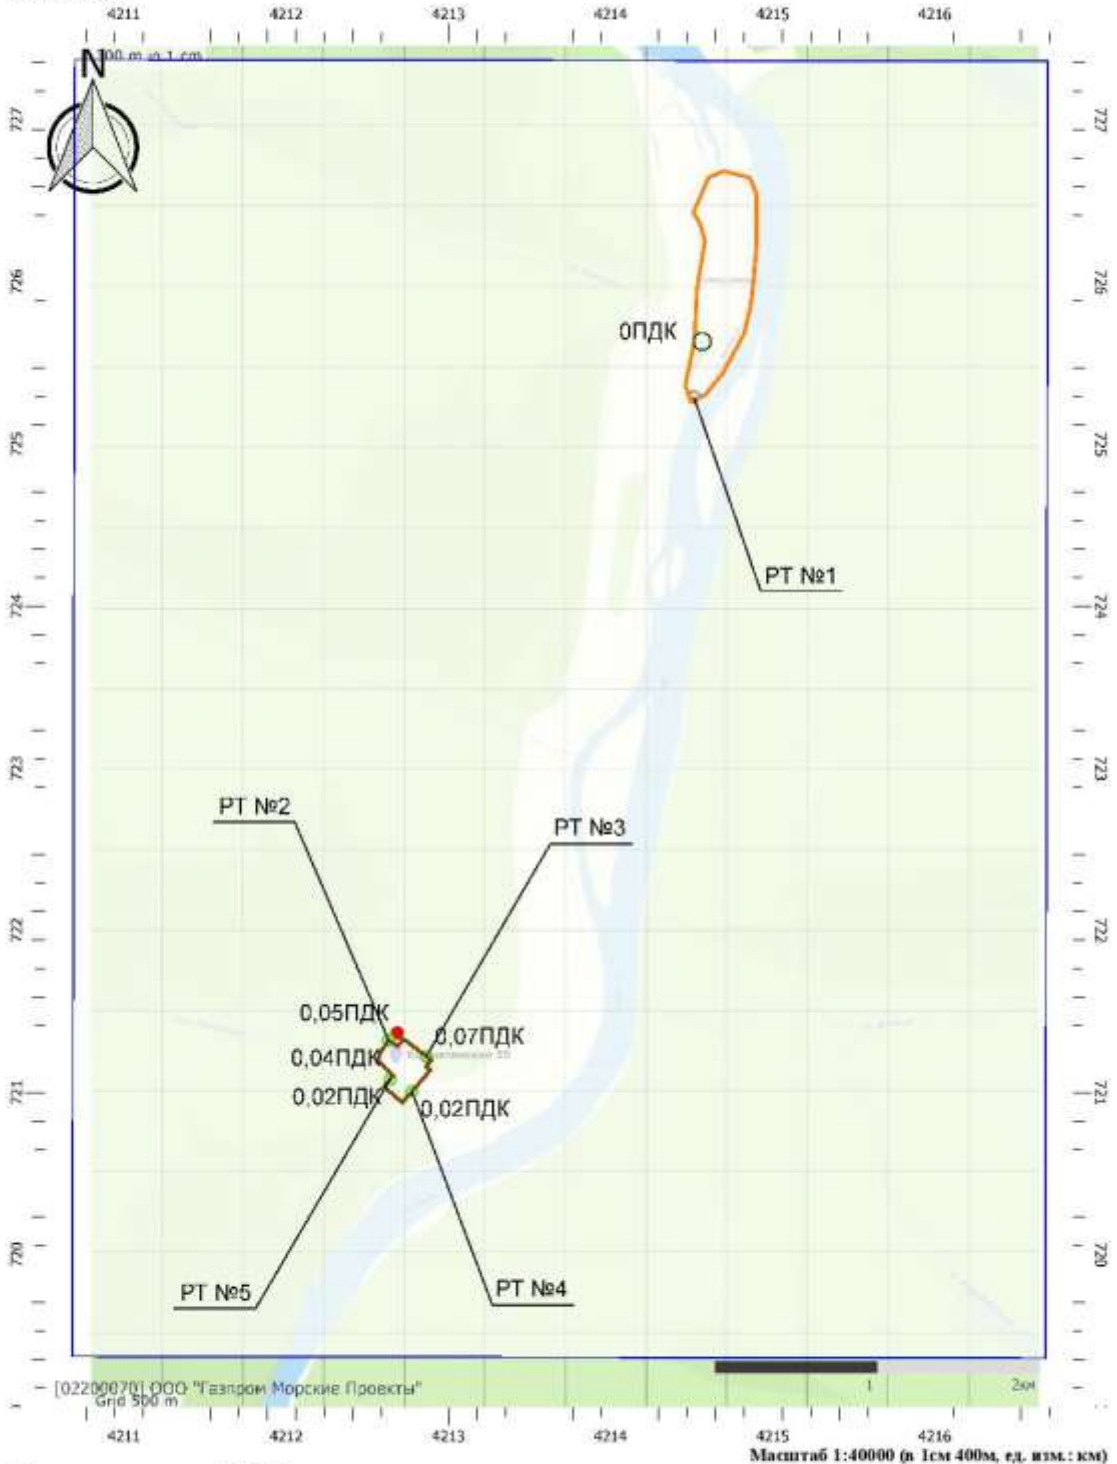 4211 4212 4213 4214 4215 4216
N
727 727
726 726
0ПДК
725 725
РТ №1
724 724
723 723
РТ №2
РТ №3
722 722
0,05ПДК
0,07ПДК
0,04ПДК
0,02ПДК
0,02ПДК
721 721
720 720
РТ №5
РТ №4
[02200070] ООО "Газпром Морские Проекты"
Grid 500 m
1 2км
4211 4212 4213 4214 4215 4216
Масштаб 1:40000 (в 1см 400м, ед. изм.: км)